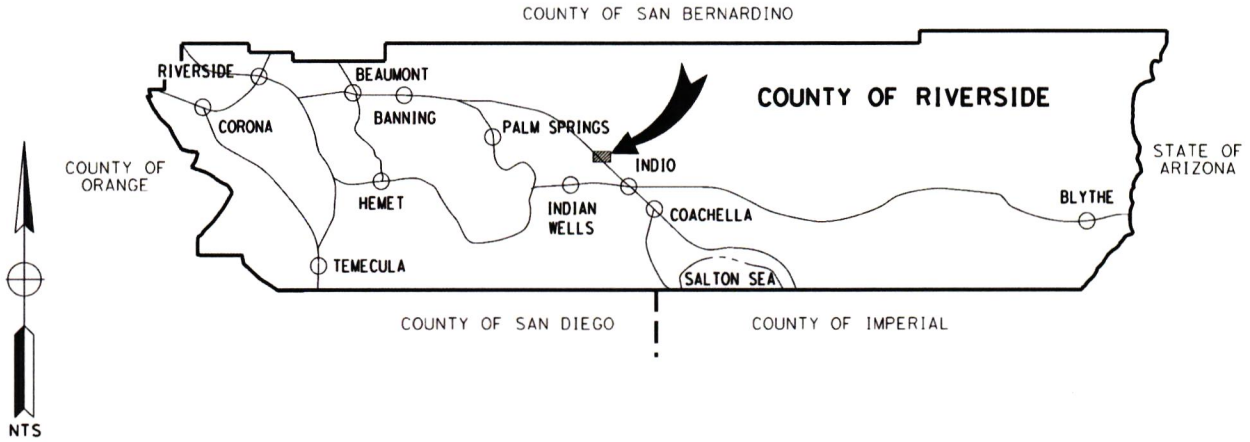 COUNTY OF SAN BERNARDINO
RIVERSIDE
BEAUMONT
COUNTY OF RIVERSIDE
CORONA
BANNING
PALM SPRINGS
STATE OF
ARIZONA
COUNTY OF
ORANGE
INDIO
HEMET
INDIAN
WELLS
COACHELLA
BLYTHE
TEMECULA
SALTON SEA
COUNTY OF SAN DIEGO
COUNTY OF IMPERIAL
NTS